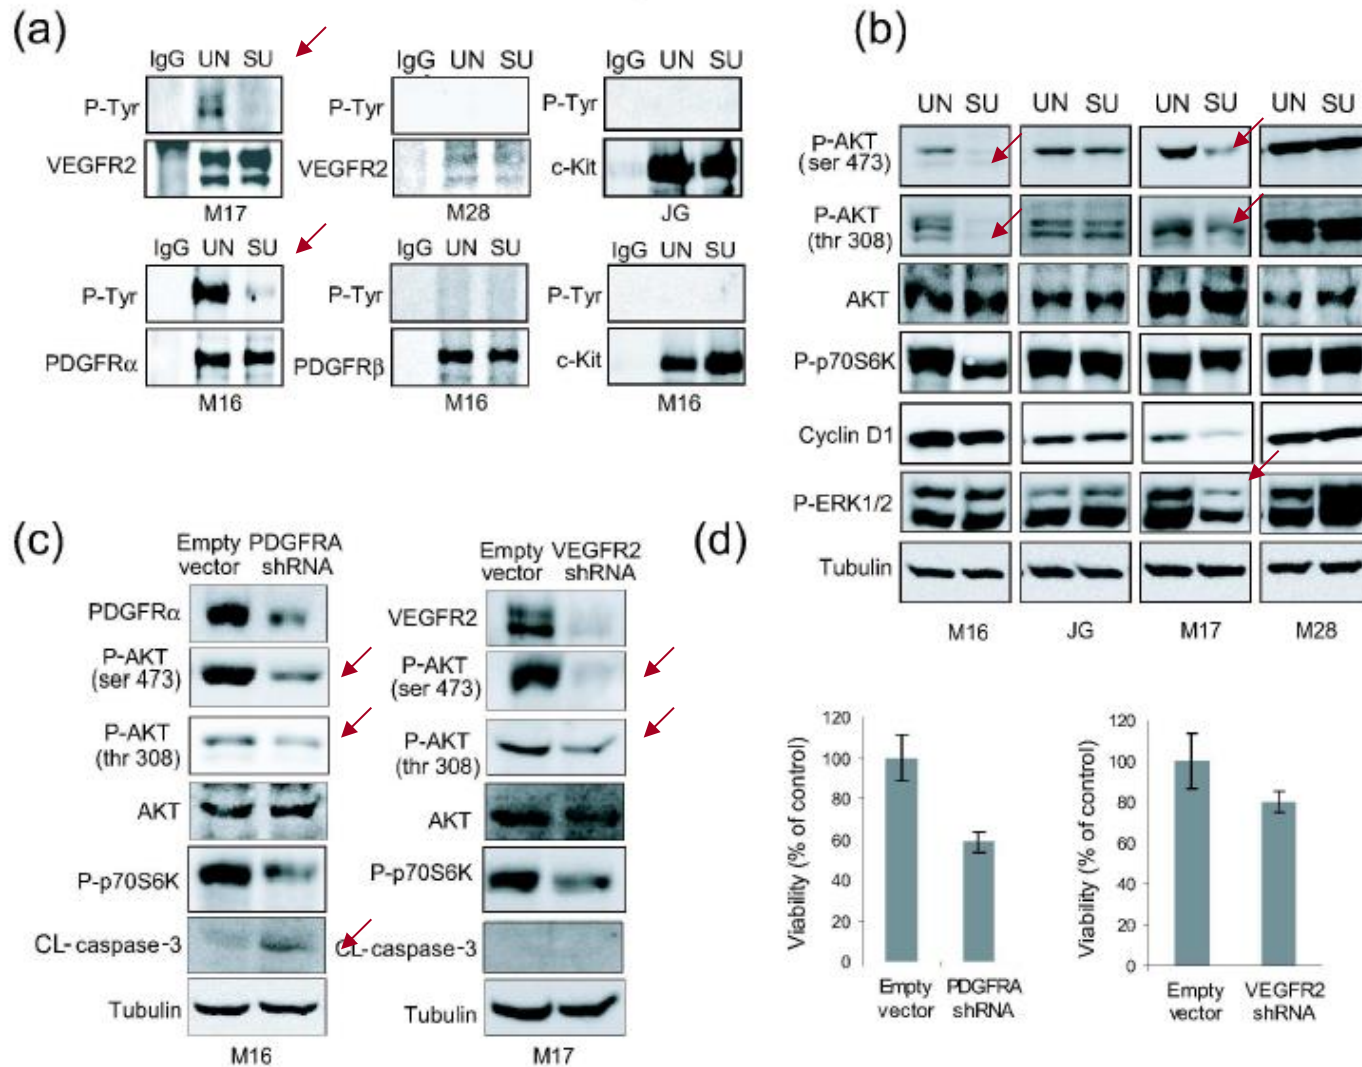 (a)
IgG UN SU
IgG UN SU
IgG UN SU
P-Tyr
P-Tyr
P-Tyr
VEGFR2
VEGFR2
c-Kit
M17
M28
JG
IgG UN SU
IgG UN SU
IgG UN SU
P-Tyr
P-Tyr
P-Tyr
PDGFRα
PDGFRβ
c-Kit
M16
M16
M16
(b)
UN SU
UN SU
UN SU
UN SU
P-AKT
(ser 473)
P-AKT
(thr 308)
AKT
P-p70S6K
Cyclin D1
P-ERK1/2
Tubulin
M16
JG
M17
M28
(c)
Empty
vector
PDGFRA
shRNA
PDGFRα
P-AKT
(ser 473)
P-AKT
(thr 308)
AKT
P-p70S6K
CL-caspase-3
Tubulin
M16
Empty
vector
VEGFR2
shRNA
VEGFR2
P-AKT
(ser 473)
P-AKT
(thr 308)
AKT
P-p70S6K
CL-caspase-3
Tubulin
M17
(d)
Viability (% of control)
120
100
80
60
40
20
0
Empty
vector
PDGFRA
shRNA
Viability (% of control)
120
100
80
60
40
20
0
Empty
vector
VEGFR2
shRNA